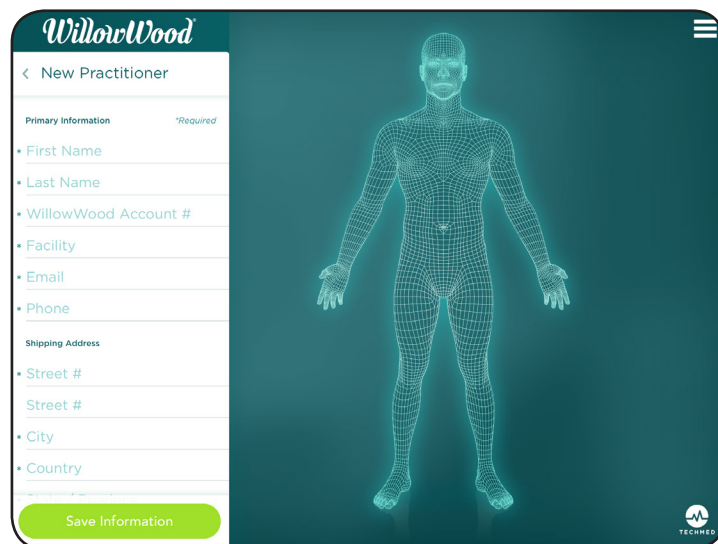 WillowWood®
< New Practitioner
Primary Information *Required
First Name
Last Name
WillowWood Account #
Facility
Email
Phone
Shipping Address
Street #
Street #
City
Country
Save Information
TECHMED